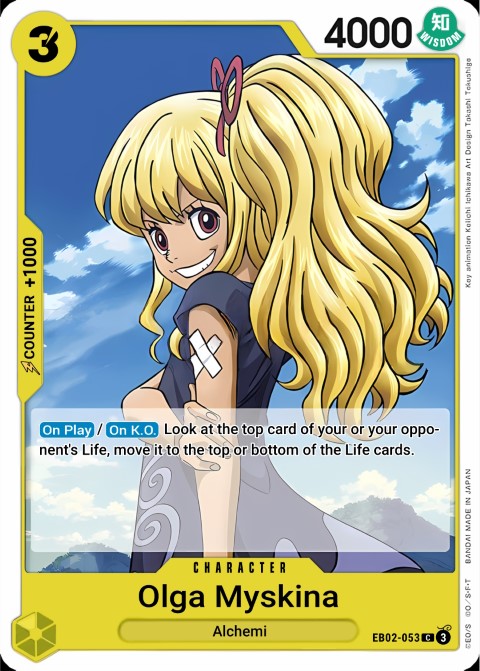 3
4000
知
WISDOM
Key animation Keiichi Ichikawa Art Design Takashi Tokushige
COUNTER +1000
On Play / On K.O. Look at the top card of your or your oppo-
nent's Life, move it to the top or bottom of the Life cards.
BANDAI MADE IN JAPAN
©E.O/S ©O/S·F·T
CHARACTER
Olga Myskina
Alchemi
EB02-053 C 3